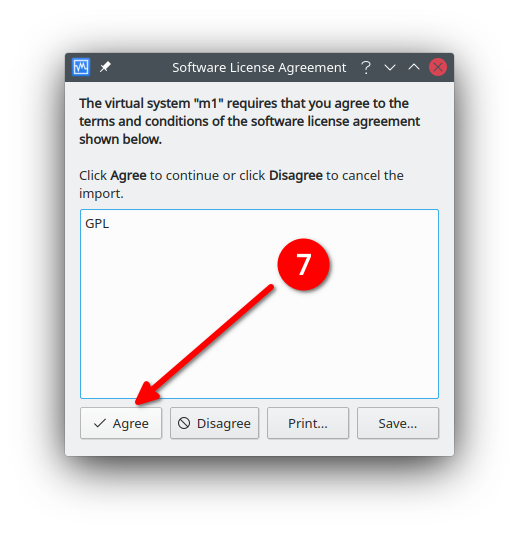 Software License Agreement
The virtual system "m1" requires that you agree to the
terms and conditions of the software license agreement
shown below.
Click Agree to continue or click Disagree to cancel the
import.
GPL
7
Agree
Disagree
Print...
Save...